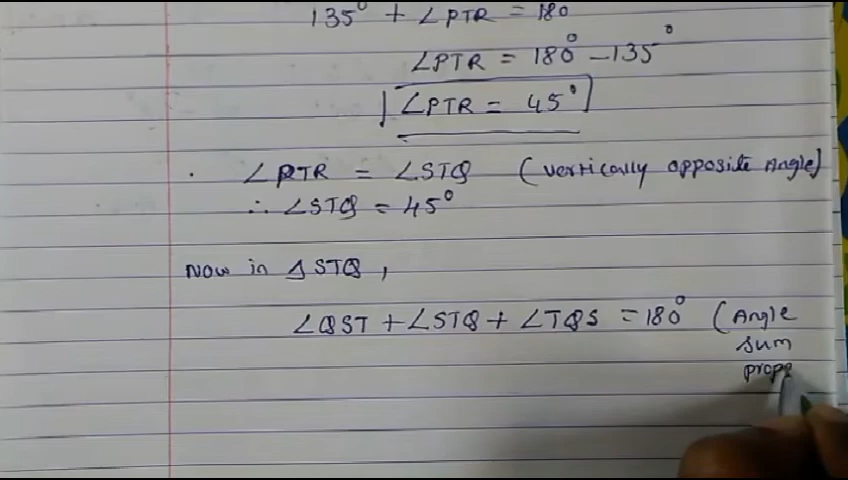 135° + ∠PTR = 180
∠PTR = 180° - 135°
∠PTR = 45°
∠PTR = ∠STQ (vertically opposite Angle)
∴ ∠STQ = 45°
Now in ΔSTQ,
∠QST + ∠STQ + ∠TQS = 180° (Angle
sum
prope